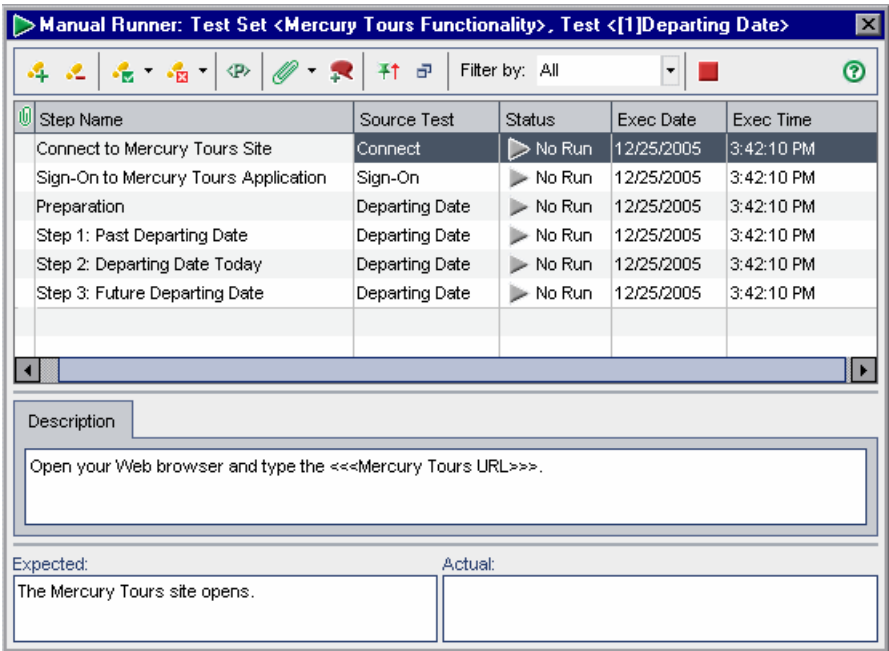 Manual Runner: Test Set <Mercury Tours Functionality>, Test <[1]Departing Date>
<P> Filter by: All
Step Name Source Test Status Exec Date Exec Time
Connect to Mercury Tours Site Connect No Run 12/25/2005 3:42:10 PM
Sign-On to Mercury Tours Application Sign-On No Run 12/25/2005 3:42:10 PM
Preparation Departing Date No Run 12/25/2005 3:42:10 PM
Step 1: Past Departing Date Departing Date No Run 12/25/2005 3:42:10 PM
Step 2: Departing Date Today Departing Date No Run 12/25/2005 3:42:10 PM
Step 3: Future Departing Date Departing Date No Run 12/25/2005 3:42:10 PM
Description
Open your Web browser and type the <<<Mercury Tours URL>>>.
Expected: Actual:
The Mercury Tours site opens.